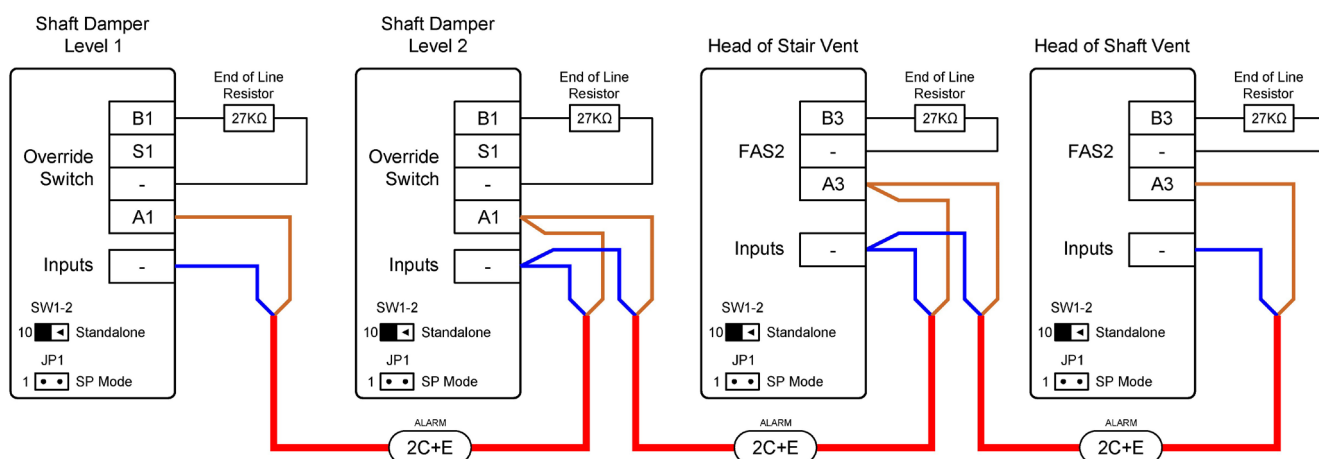 Shaft Damper
Level 1
End of Line
Resistor
27KΩ
B1
S1
-
A1
Override
Switch
Inputs
-
SW1-2
10
Standalone
JP1
1
SP Mode
Shaft Damper
Level 2
End of Line
Resistor
27KΩ
B1
S1
-
A1
Override
Switch
Inputs
-
SW1-2
10
Standalone
JP1
1
SP Mode
Head of Stair Vent
End of Line
Resistor
27KΩ
B3
-
A3
FAS2
Inputs
-
SW1-2
10
Standalone
JP1
1
SP Mode
Head of Shaft Vent
End of Line
Resistor
27KΩ
B3
-
A3
FAS2
Inputs
-
SW1-2
10
Standalone
JP1
1
SP Mode
ALARM
2C+E
ALARM
2C+E
ALARM
2C+E